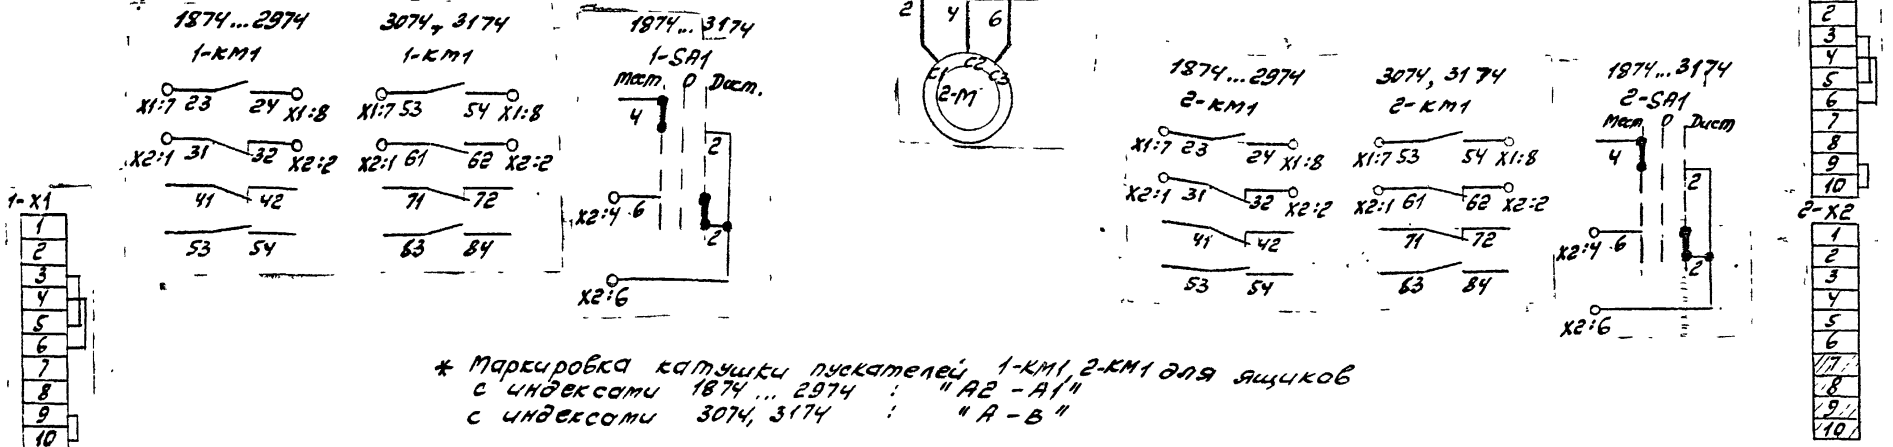 1874...2974
1-KM1
X1:7 23 24 X1:8
X2:1 31 32 X2:2
41 42
53 54
3074, 3174
1-KM1
X1:7 53 54 X1:8
X2:1 61 62 X2:2
71 72
63 84
1874...3174
1-SA1
Мест. 0 Дист.
4
2
X2:4 6
2
X2:6
2 4 6
C1 C2 C3
2-M
1874...2974
2-KM1
X1:7 23 24 X1:8
X2:1 31 32 X2:2
41 42
53 54
3074, 3174
2-KM1
X1:7 53 54 X1:8
X2:1 61 62 X2:2
71 72
63 84
1874...3174
2-SA1
Мест 0 Дист
4
2
X2:4 6
2
X2:6
1-X1
1
2
3
4
5
6
7
8
9
10
2
3
4
5
6
7
8
9
10
2-X2
1
2
3
4
5
6
7
8
9
10
* Маркировка катушки пускателей 1-КМ1, 2-КМ1 для ящиков
с индексами 1874... 2974 : "А2 - А1"
с индексами 3074, 3174 : "А - В"